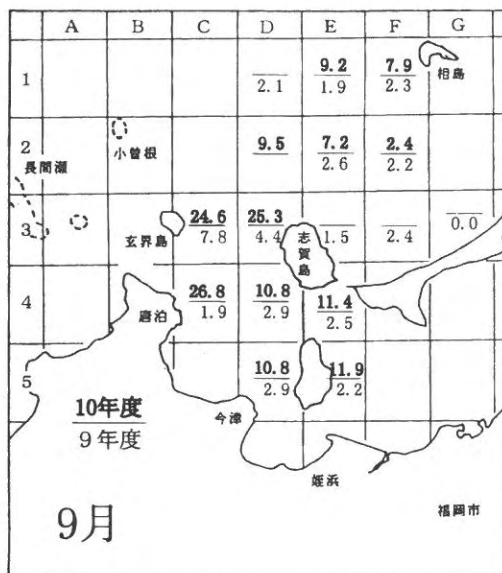 A B C D E F G
1 9.2 7.9 相島
2.1 1.9 2.3
2 小曽根 9.5 7.2 2.4
長間瀬 2.6 2.2
3 玄界島 24.6 25.3 志賀島 0.0
7.8 4.4 1.5 2.4
4 唐泊 26.8 10.8 11.4
1.9 2.9 2.5
5 10.8 11.9
2.9 2.2
10年度
9年度
今津
姪浜
9月
福岡市